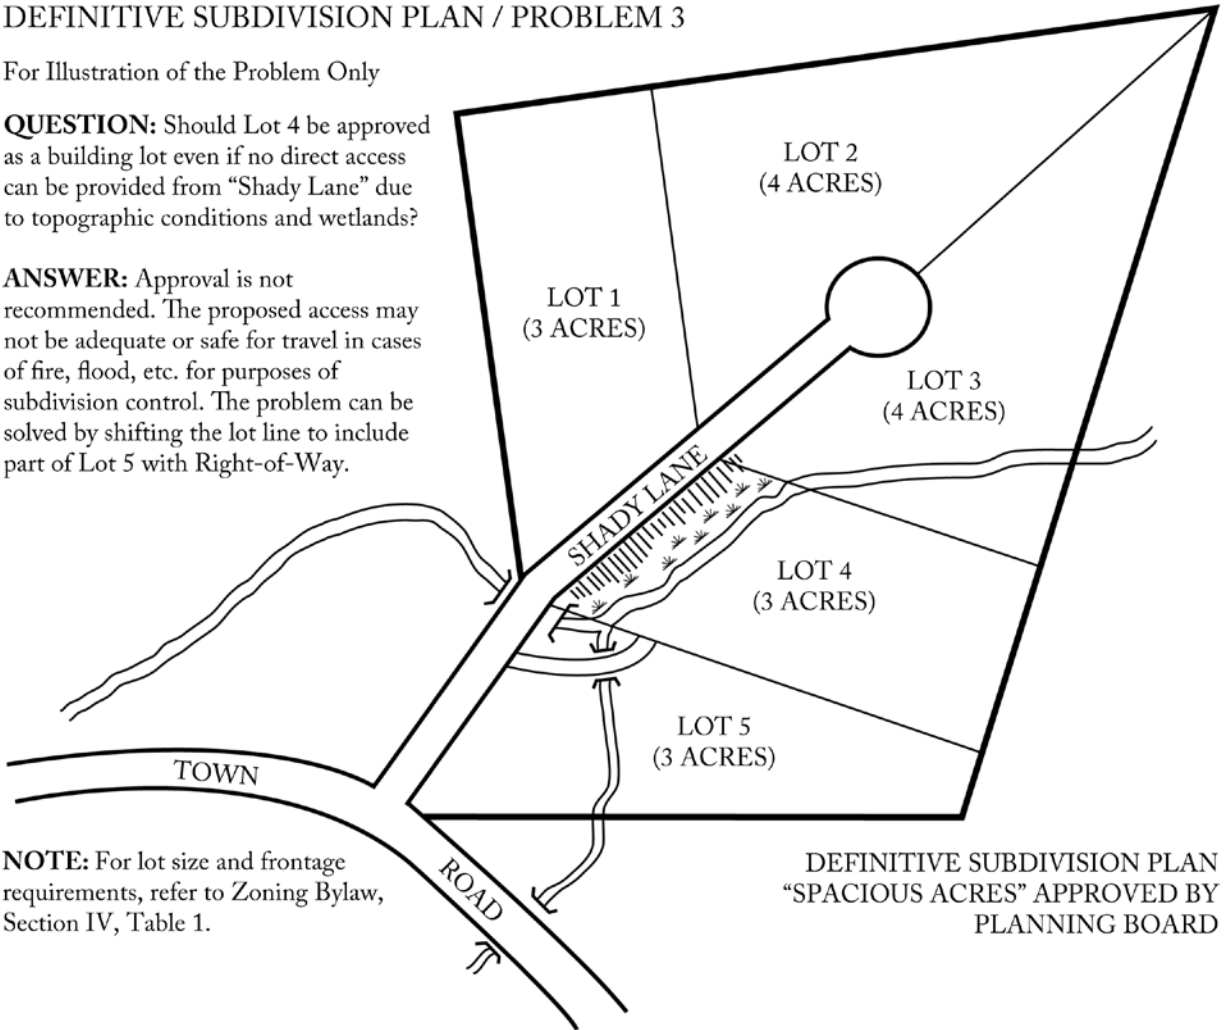 DEFINITIVE SUBDIVISION PLAN / PROBLEM 3
For Illustration of the Problem Only
QUESTION: Should Lot 4 be approved
as a building lot even if no direct access
can be provided from “Shady Lane” due
to topographic conditions and wetlands?
ANSWER: Approval is not
recommended. The proposed access may
not be adequate or safe for travel in cases
of fire, flood, etc. for purposes of
subdivision control. The problem can be
solved by shifting the lot line to include
part of Lot 5 with Right-of-Way.
LOT 2
(4 ACRES)
LOT 1
(3 ACRES)
LOT 3
(4 ACRES)
SHADY LANE
LOT 4
(3 ACRES)
LOT 5
(3 ACRES)
TOWN
ROAD
NOTE: For lot size and frontage
requirements, refer to Zoning Bylaw,
Section IV, Table 1.
DEFINITIVE SUBDIVISION PLAN
“SPACIOUS ACRES” APPROVED BY
PLANNING BOARD